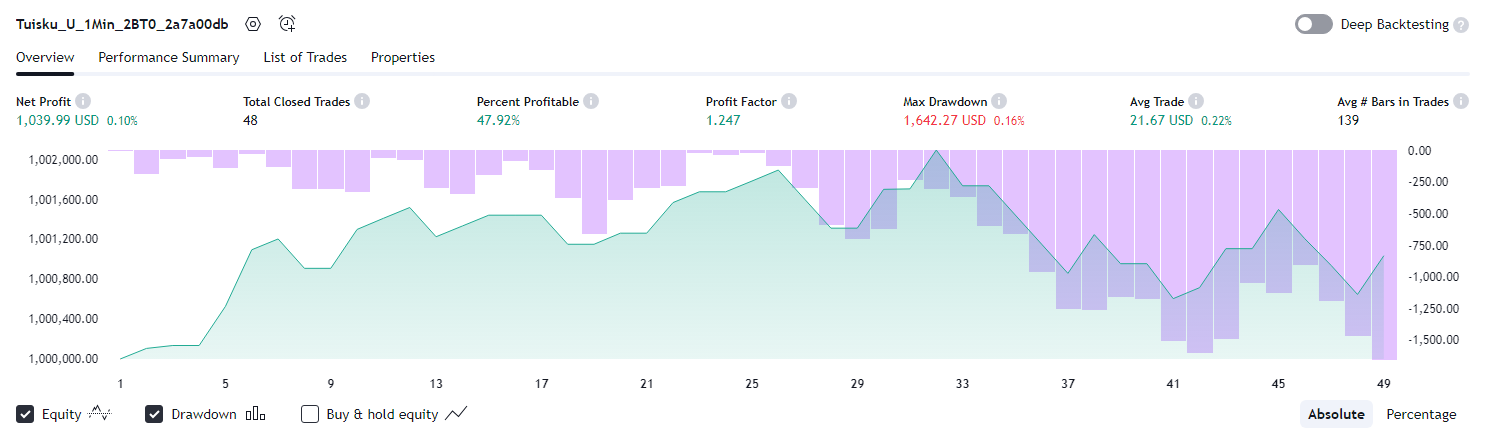 Tuisku_U_1Min_2BT0_2a7a00db Deep Backtesting ?
Overview Performance Summary List of Trades Properties
Net Profit i Total Closed Trades i Percent Profitable i Profit Factor i Max Drawdown i Avg Trade i Avg # Bars in Trades i
1,039.99 USD 0.10% 48 47.92% 1.247 1,642.27 USD 0.16% 21.67 USD 0.22% 139
1,002,000.00 0.00
1,001,600.00 -250.00
1,001,200.00 -500.00
1,000,800.00 -750.00
1,000,400.00 -1,000.00
1,000,000.00 -1,250.00
-1,500.00
1 5 9 13 17 21 25 29 33 37 41 45 49
Equity Drawdown Buy & hold equity Absolute Percentage